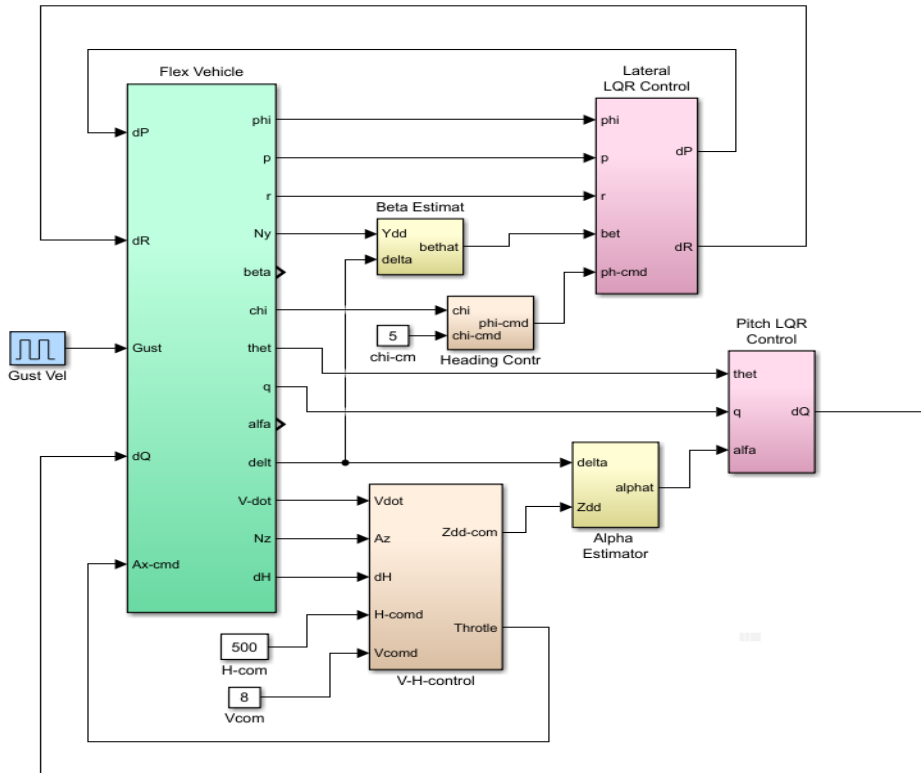 Flex Vehicle
dP
dR
Gust
dQ
Ax-cmd
phi
p
r
Ny
beta
chi
thet
q
alfa
delt
V-dot
Nz
dH
Gust Vel
Beta Estimat
Ydd
delta
bethat
Lateral
LQR Control
phi
p
r
bet
ph-cmd
dP
dR
chi
chi-cmd
phi-cmd
Heading Contr
5
chi-cm
Pitch LQR
Control
thet
q
alfa
dQ
delta
Zdd
alphat
Alpha
Estimator
Vdot
Az
dH
H-comd
Vcomd
Zdd-com
Throtle
V-H-control
500
H-com
8
Vcom